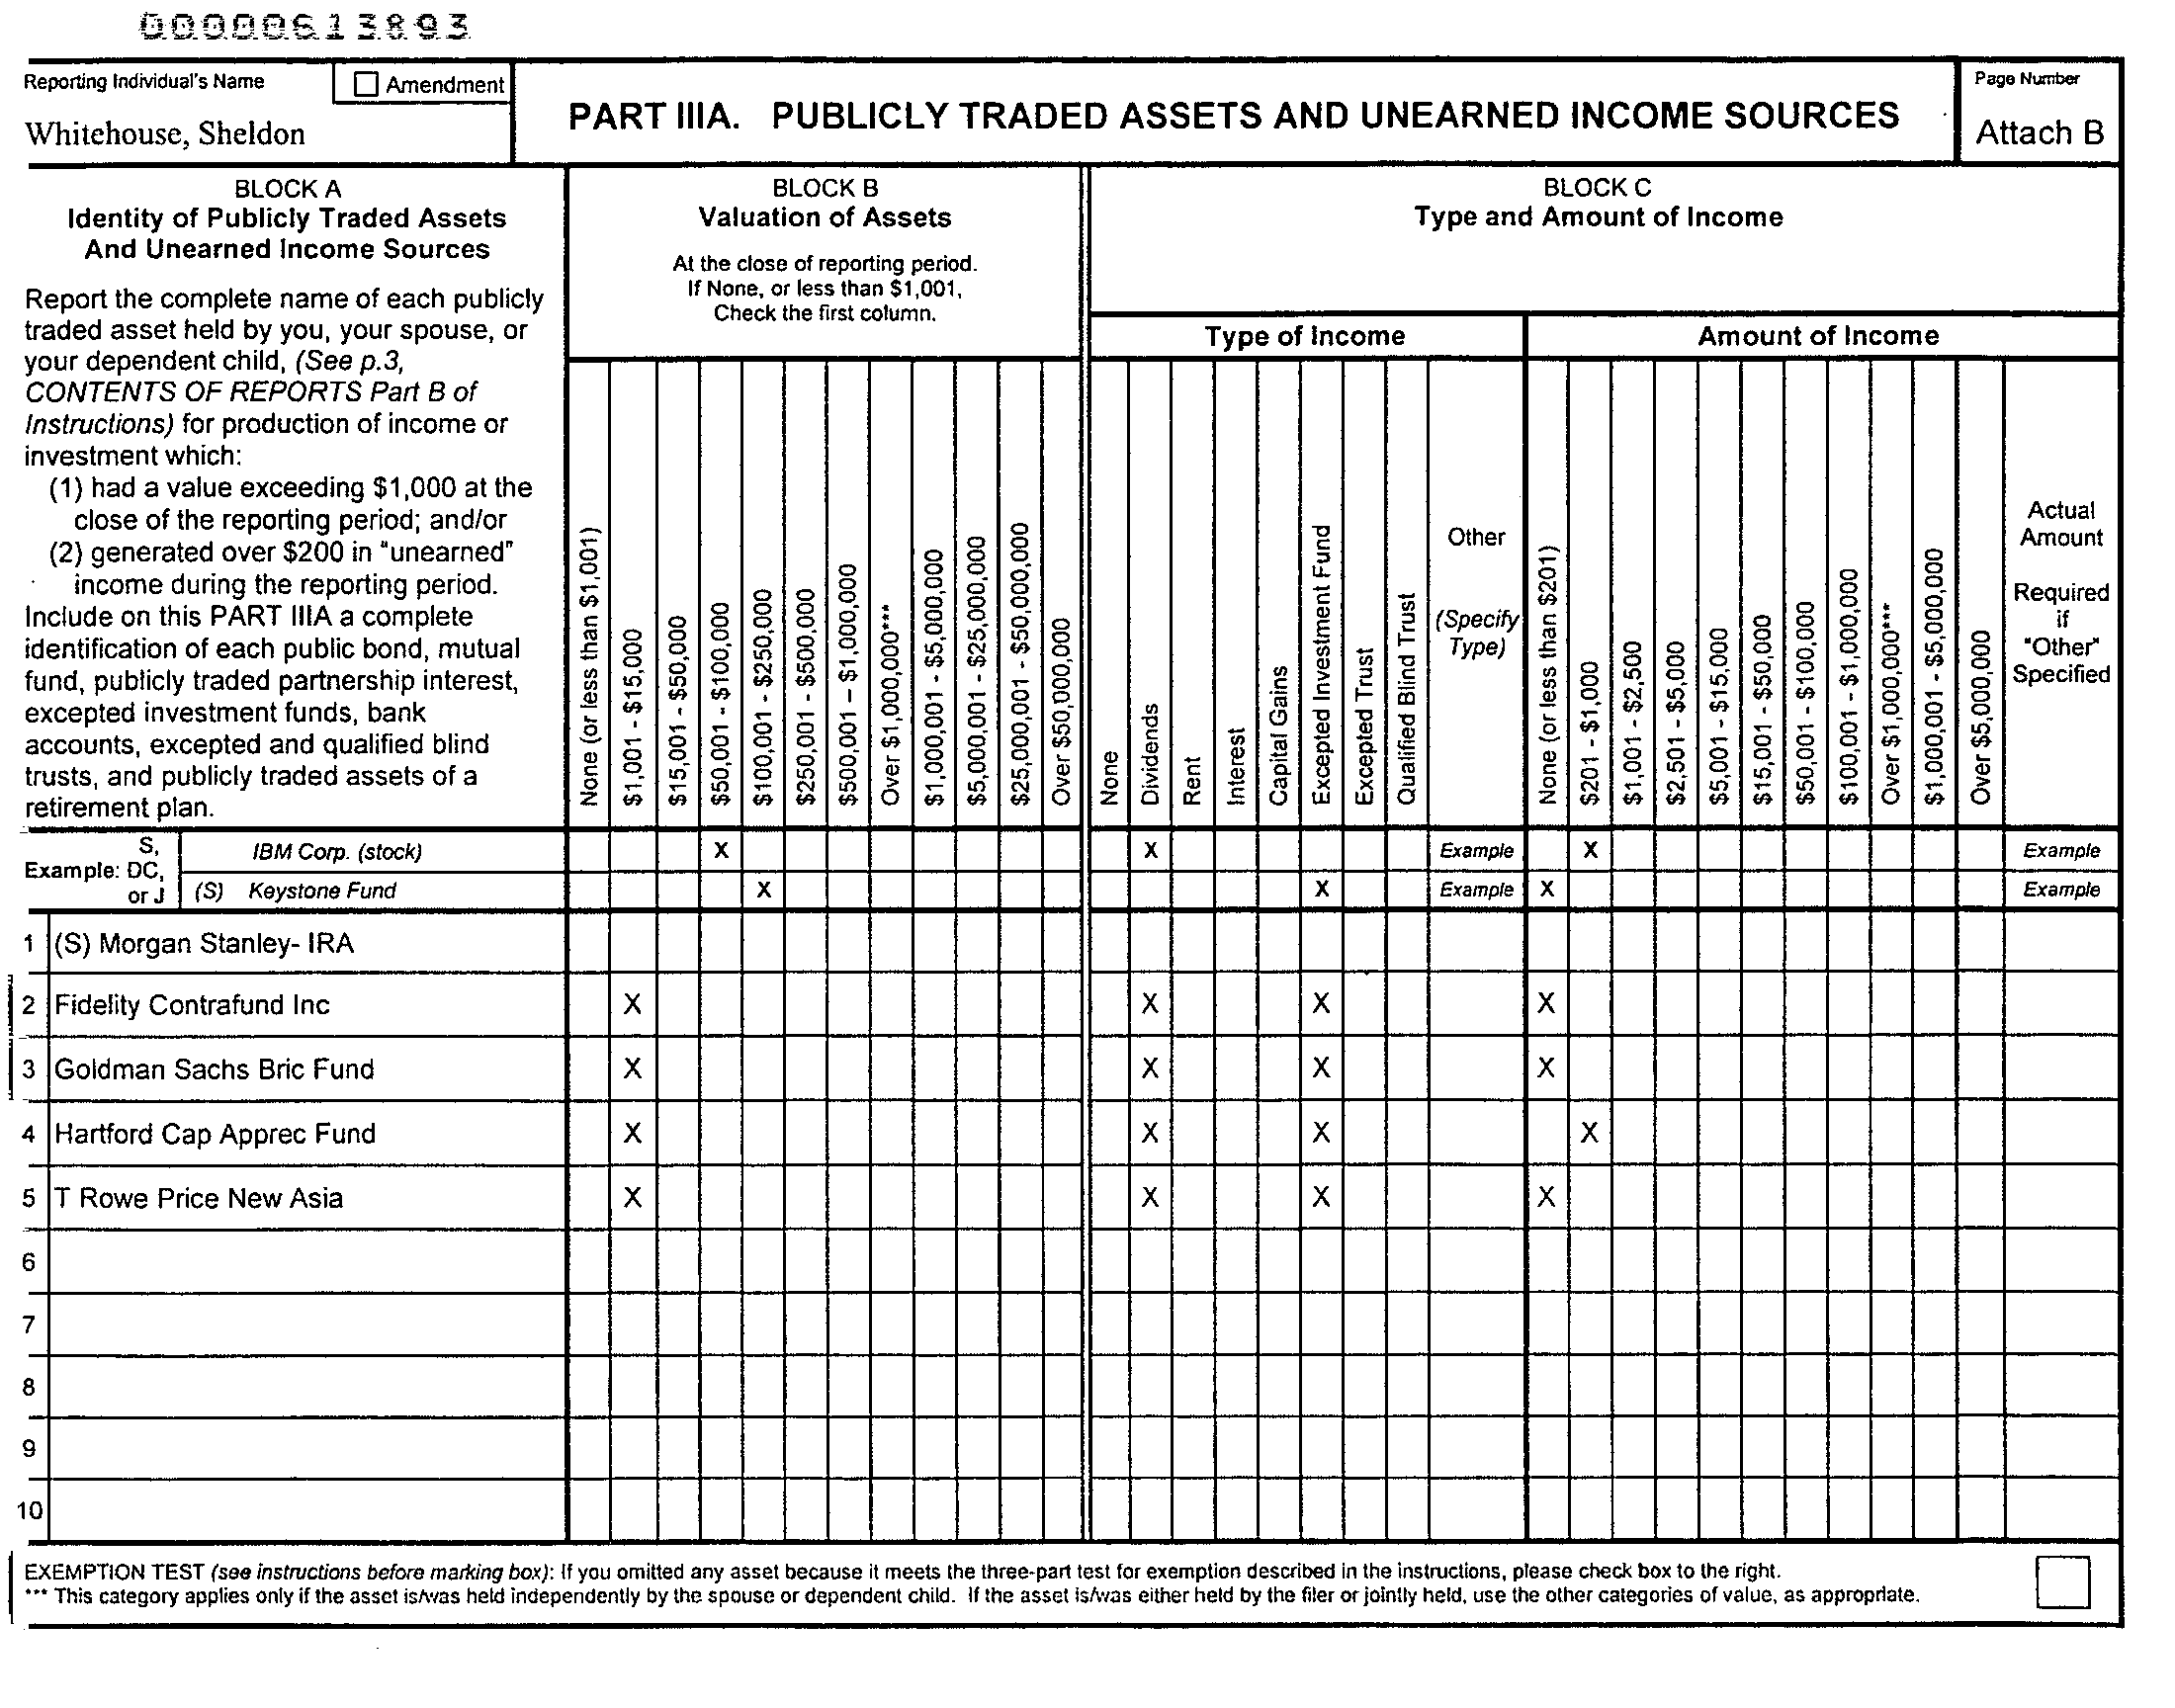 00000613893
Reporting Individual's Name
Amendment
Whitehouse, Sheldon
PART IIIA. PUBLICLY TRADED ASSETS AND UNEARNED INCOME SOURCES
Page Number
Attach B
BLOCK A
Identity of Publicly Traded Assets
And Unearned Income Sources
Report the complete name of each publicly
traded asset held by you, your spouse, or
your dependent child, (See p.3,
CONTENTS OF REPORTS Part B of
Instructions) for production of income or
investment which:
(1) had a value exceeding $1,000 at the
close of the reporting period; and/or
(2) generated over $200 in "unearned"
income during the reporting period.
Include on this PART IIIA a complete
identification of each public bond, mutual
fund, publicly traded partnership interest,
excepted investment funds, bank
accounts, excepted and qualified blind
trusts, and publicly traded assets of a
retirement plan.
BLOCK B
Valuation of Assets
At the close of reporting period.
If None, or less than $1,001,
Check the first column.
None (or less than $1,001)
$1,001 - $15,000
$15,001 - $50,000
$50,001 - $100,000
$100,001 - $250,000
$250,001 - $500,000
$500,001 – $1,000,000
Over $1,000,000***
$1,000,001 - $5,000,000
$5,000,001 - $25,000,000
$25,000,001 - $50,000,000
Over $50,000,000
BLOCK C
Type and Amount of Income
Type of Income
None
Dividends
Rent
Interest
Capital Gains
Excepted Investment Fund
Excepted Trust
Qualified Blind Trust
Other
(Specify
Type)
Amount of Income
None (or less than $201)
$201 - $1,000
$1,001 - $2,500
$2,501 - $5,000
$5,001 - $15,000
$15,001 - $50,000
$50,001 - $100,000
$100,001 - $1,000,000
Over $1,000,000***
$1,000,001 - $5,000,000
Over $5,000,000
Actual
Amount
Required
if
"Other"
Specified
Example:
S,
DC,
or J
IBM Corp. (stock) X X Example X Example
(S) Keystone Fund X X Example X Example
1 (S) Morgan Stanley- IRA
2 Fidelity Contrafund Inc X X X X
3 Goldman Sachs Bric Fund X X X X
4 Hartford Cap Apprec Fund X X X X
5 T Rowe Price New Asia X X X X
6
7
8
9
10
EXEMPTION TEST (see instructions before marking box): If you omitted any asset because it meets the three-part test for exemption described in the instructions, please check box to the right.
*** This category applies only if the asset is/was held independently by the spouse or dependent child. If the asset is/was either held by the filer or jointly held, use the other categories of value, as appropriate.